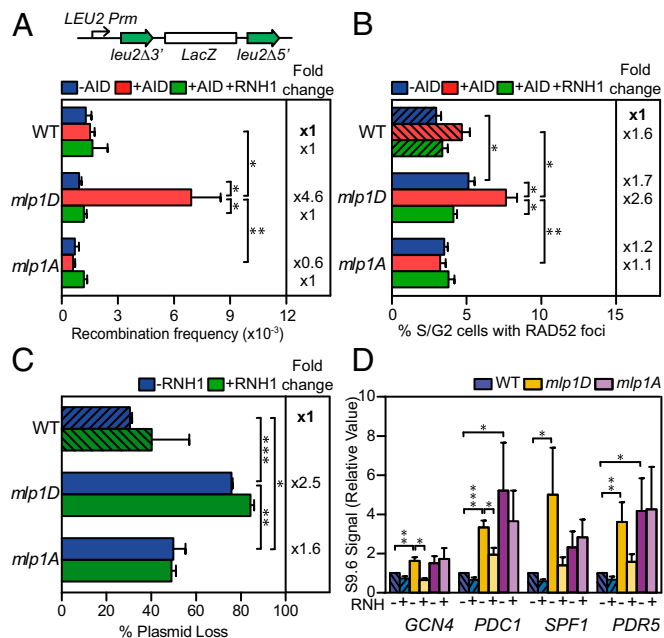 A
LEU2 Prm
leu2Δ3' LacZ leu2Δ5'
-AID +AID +AID +RNH1
Fold change
WT
x1
x1
mlp1D
x4.6
x1
mlp1A
x0.6
x1
* * * **
0 3 6 9 12
Recombination frequency (x10-3)
B
-AID +AID +AID +RNH1
Fold change
WT
x1
x1.6
mlp1D
x1.7
x2.6
mlp1A
x1.2
x1.1
* * * * **
0 5 10 15
% S/G2 cells with RAD52 foci
C
-RNH1 +RNH1
Fold change
WT
x1
mlp1D
x2.5
mlp1A
x1.6
*** * **
0 20 40 60 80 100
% Plasmid Loss
D
WT mlp1D mlp1A
S9.6 Signal (Relative Value)
10
8
6
4
2
0
** * *** * * * ** *
RNH -+-+-+ -+-+-+ -+-+-+ -+-+-+
GCN4 PDC1 SPF1 PDR5